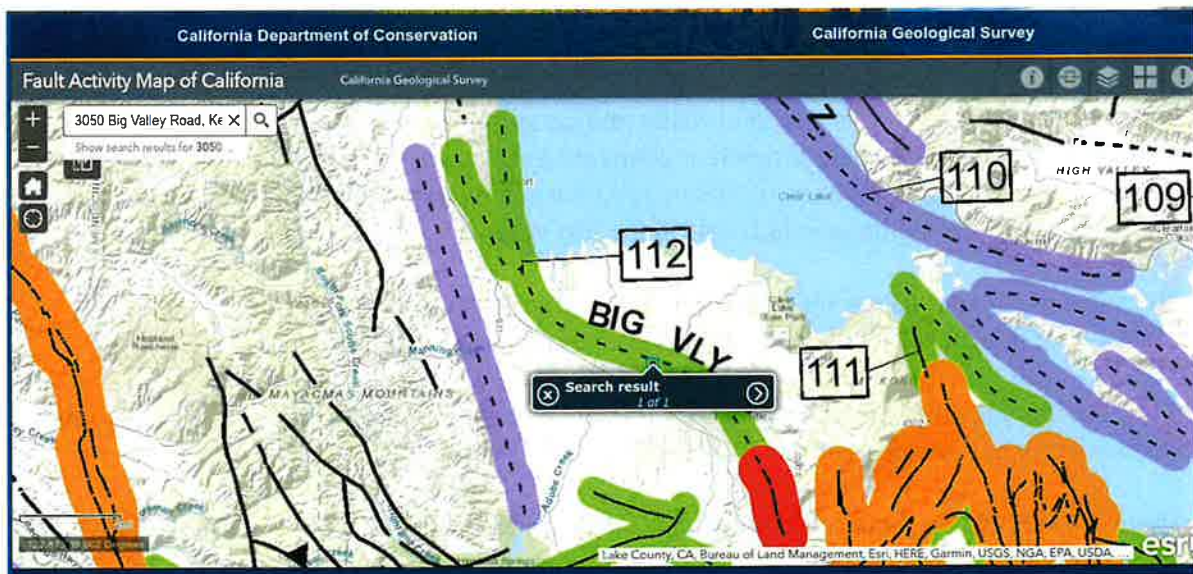 California Department of Conservation
California Geological Survey
Fault Activity Map of California
California Geological Survey
3050 Big Valley Road, Ke
Show search results for 3050 ...
110
109
HIGH VALLEY
Clear Lake
112
BIG VLY
Lake
State Park
111
Search result
1 of 1
MAYACMAS MOUNTAINS
Adobe Creek
Lake County, CA, Bureau of Land Management, Esri, HERE, Garmin, USGS, NGA, EPA, USDA, ...
esri